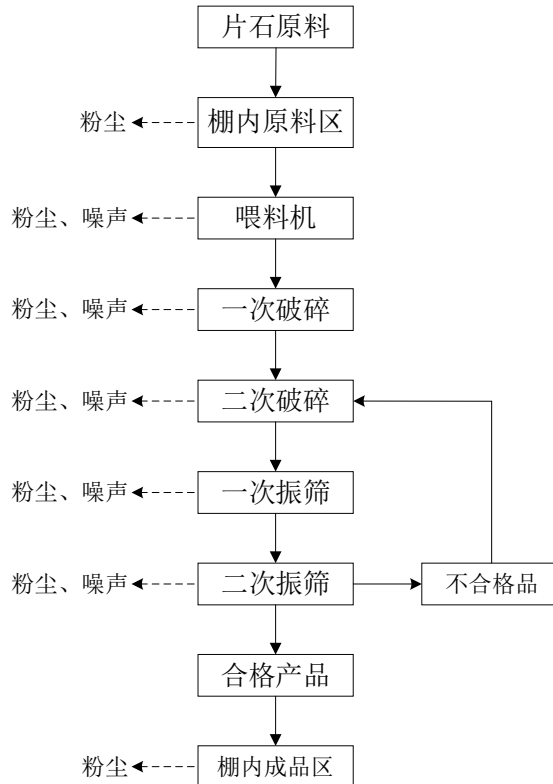 片石原料
粉尘
棚内原料区
粉尘、噪声
喂料机
粉尘、噪声
一次破碎
粉尘、噪声
二次破碎
粉尘、噪声
一次振筛
粉尘、噪声
二次振筛
不合格品
合格产品
粉尘
棚内成品区